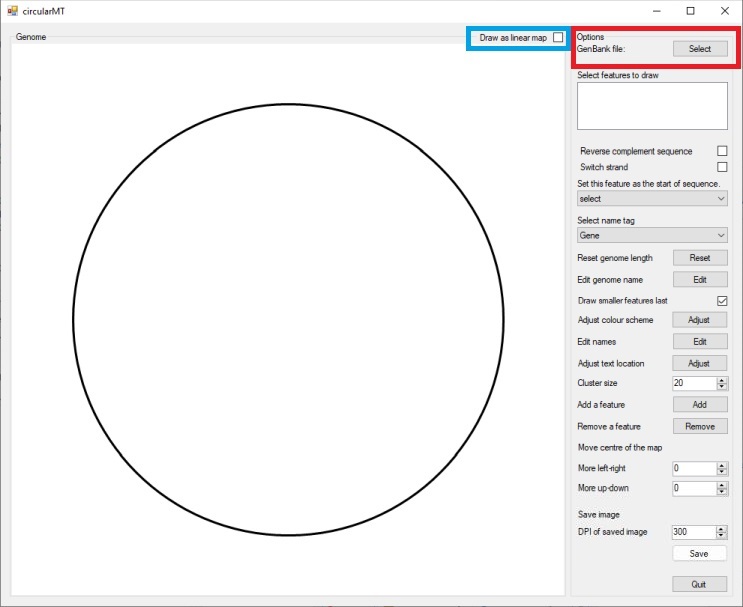 circularMT
Genome
Draw as linear map
Options
GenBank file: Select
Select features to draw
Reverse complement sequence
Switch strand
Set this feature as the start of sequence.
select
Select name tag
Gene
Reset genome length Reset
Edit genome name Edit
Draw smaller features last
Adjust colour scheme Adjust
Edit names Edit
Adjust text location Adjust
Cluster size 20
Add a feature Add
Remove a feature Remove
Move centre of the map
More left-right 0
More up-down 0
Save image
DPI of saved image 300
Save
Quit